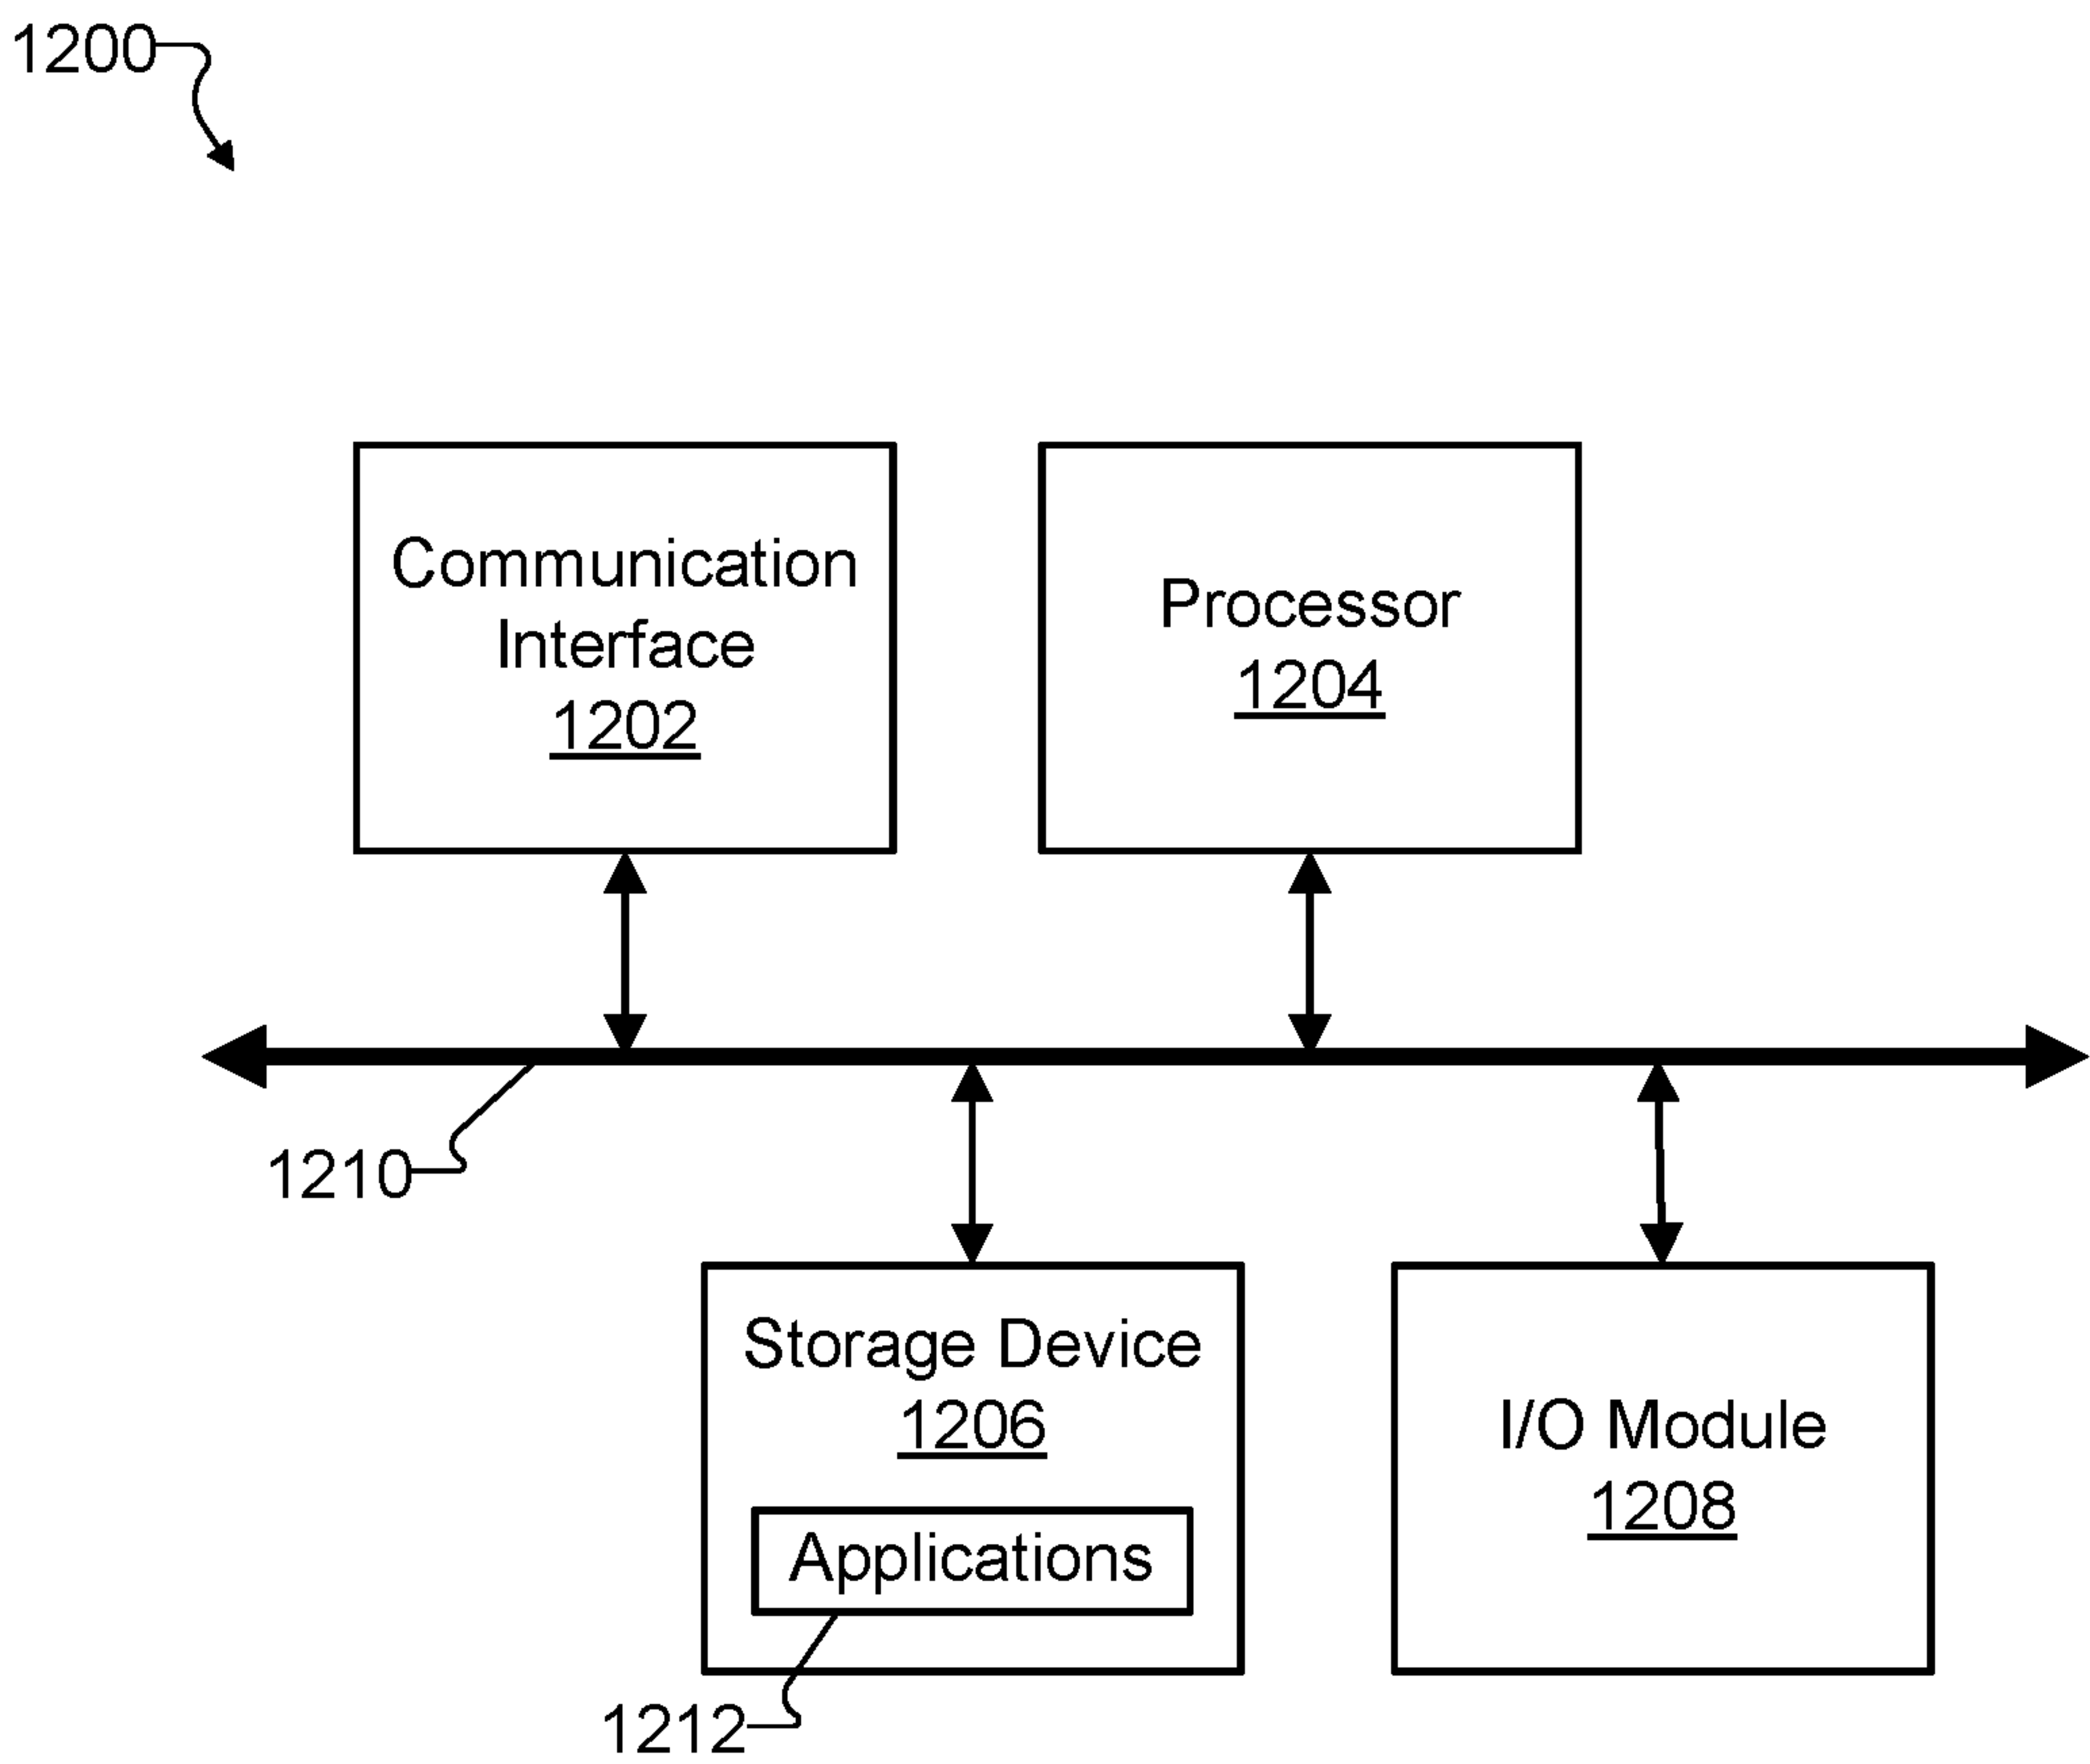 1200
Communication
Interface
1202
Processor
1204
1210
Storage Device
1206
Applications
1212
I/O Module
1208